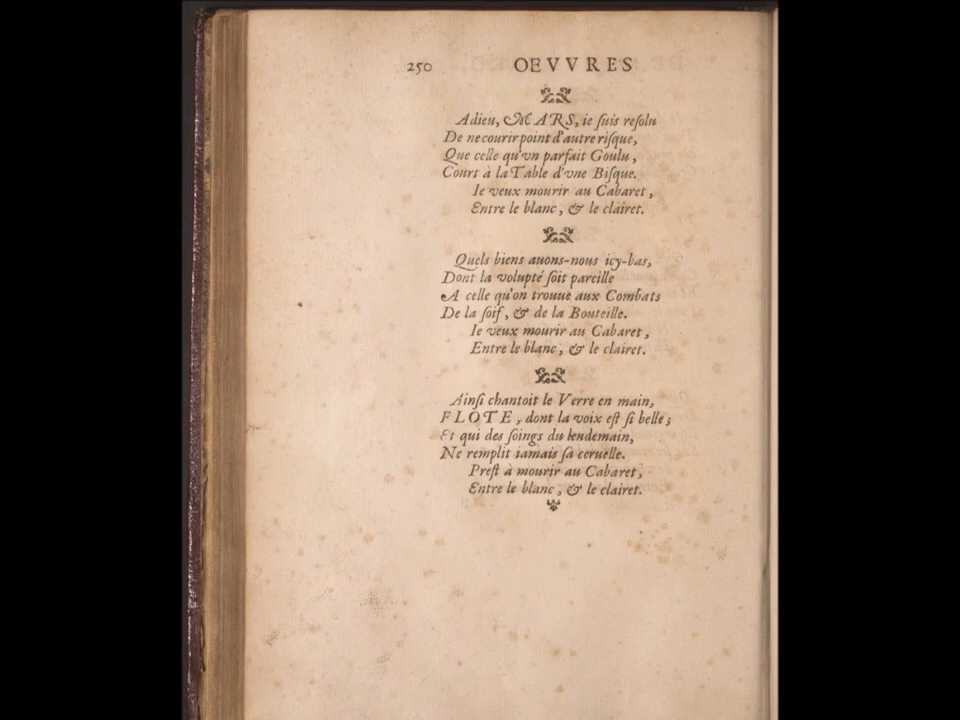 250 OEVVRES
Adieu, MARS, ie suis resolu
De ne courir point d'autre risque,
Que celle qu'vn parfait Goulu,
Court à la Table d'vne Bisque.
Ie veux mourir au Cabaret,
Entre le blanc, & le clairet.
Quels biens auons-nous icy-bas,
Dont la volupté soit pareille
A celle qu'on trouue aux Combats
De la soif, & de la Bouteille.
Ie veux mourir au Cabaret,
Entre le blanc, & le clairet.
Ainsi chantoit le Verre en main,
FLOTE, dont la voix est si belle;
Et qui des soings du lendemain,
Ne remplit iamais sa ceruelle.
Prest à mourir au Cabaret,
Entre le blanc, & le clairet.